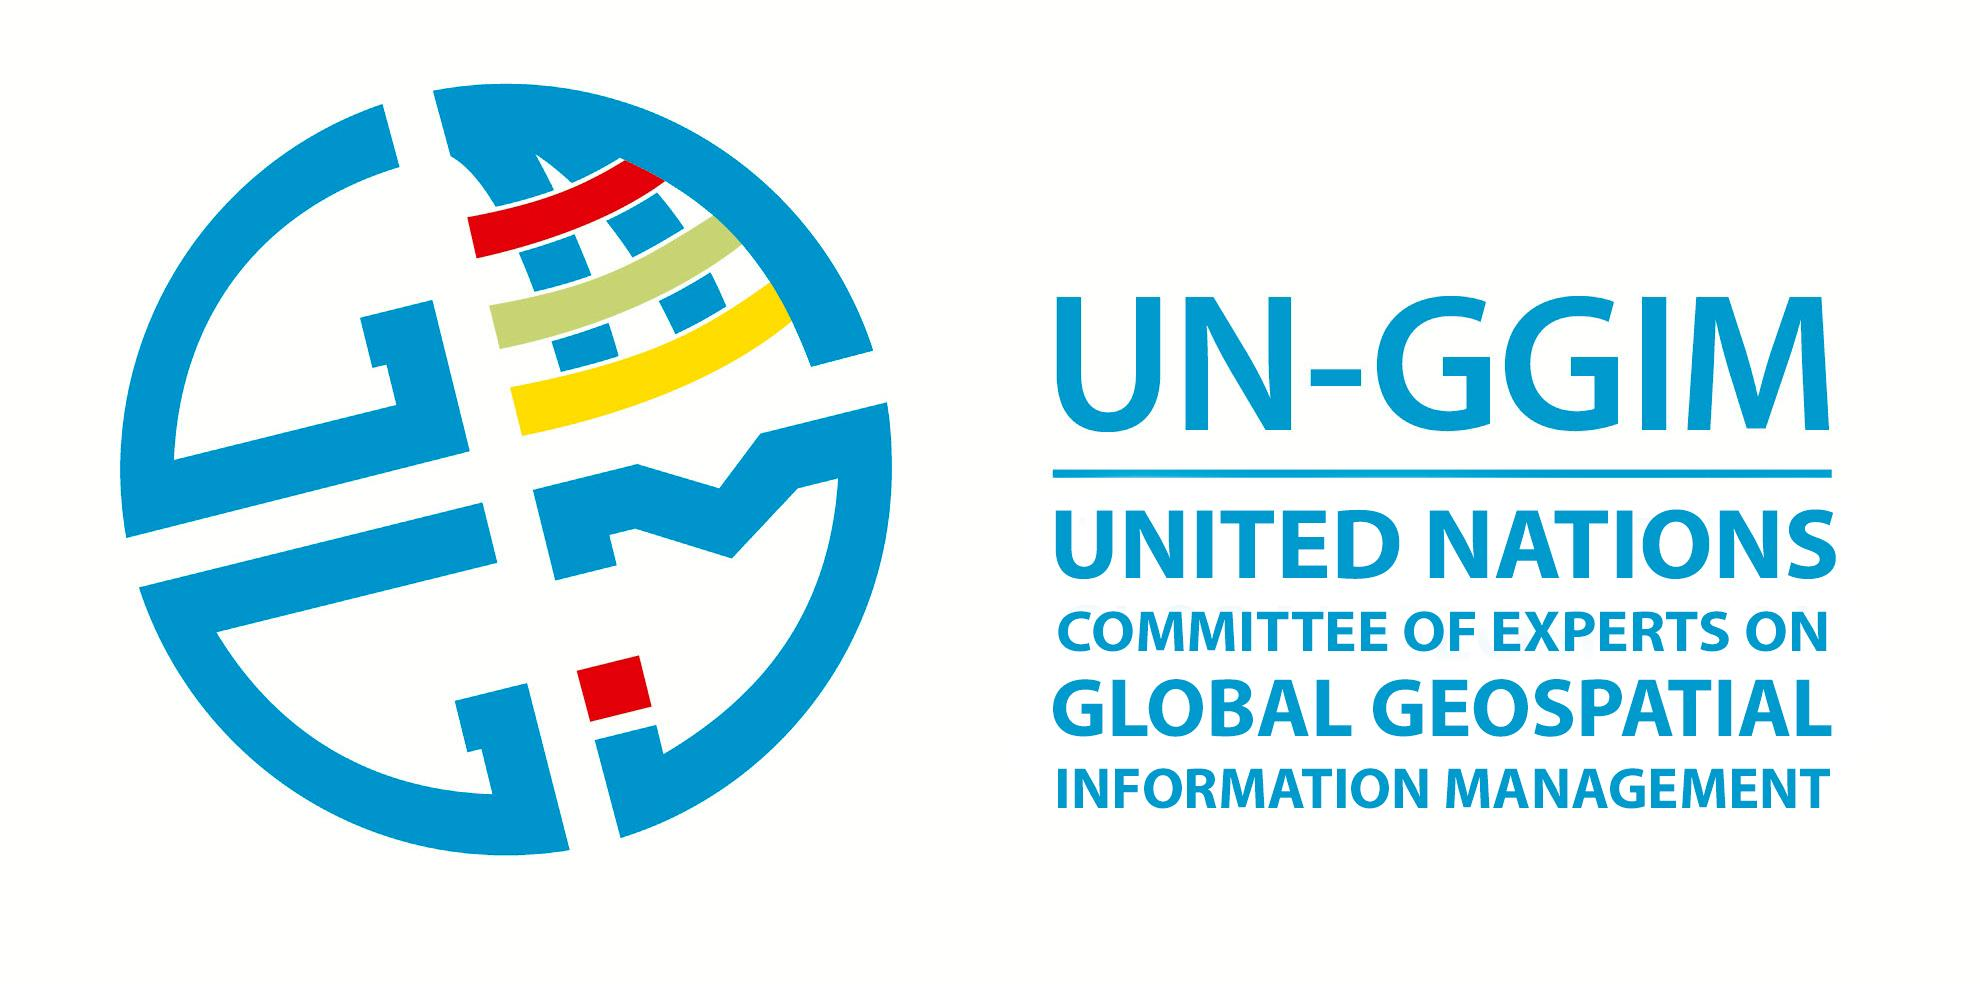 UN-GGIM
UNITED NATIONS
COMMITTEE OF EXPERTS ON
GLOBAL GEOSPATIAL
INFORMATION MANAGEMENT